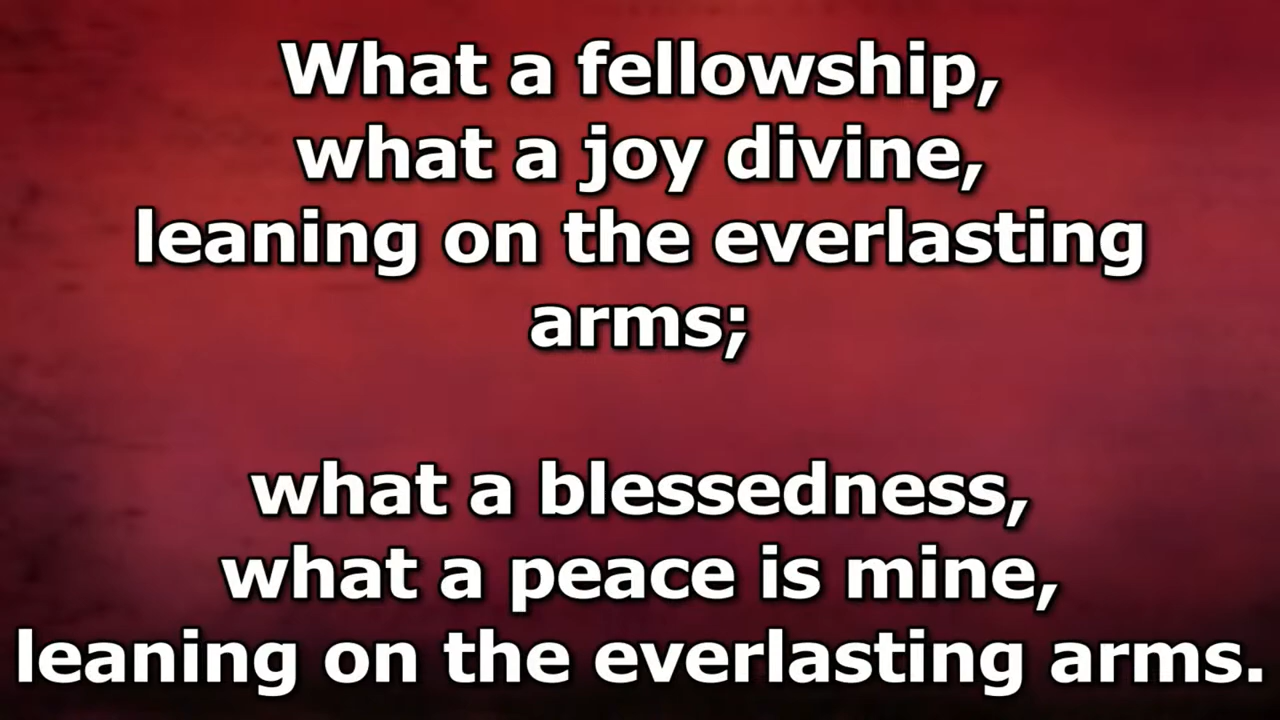 What a fellowship,
what a joy divine,
leaning on the everlasting
arms;
what a blessedness,
what a peace is mine,
leaning on the everlasting arms.